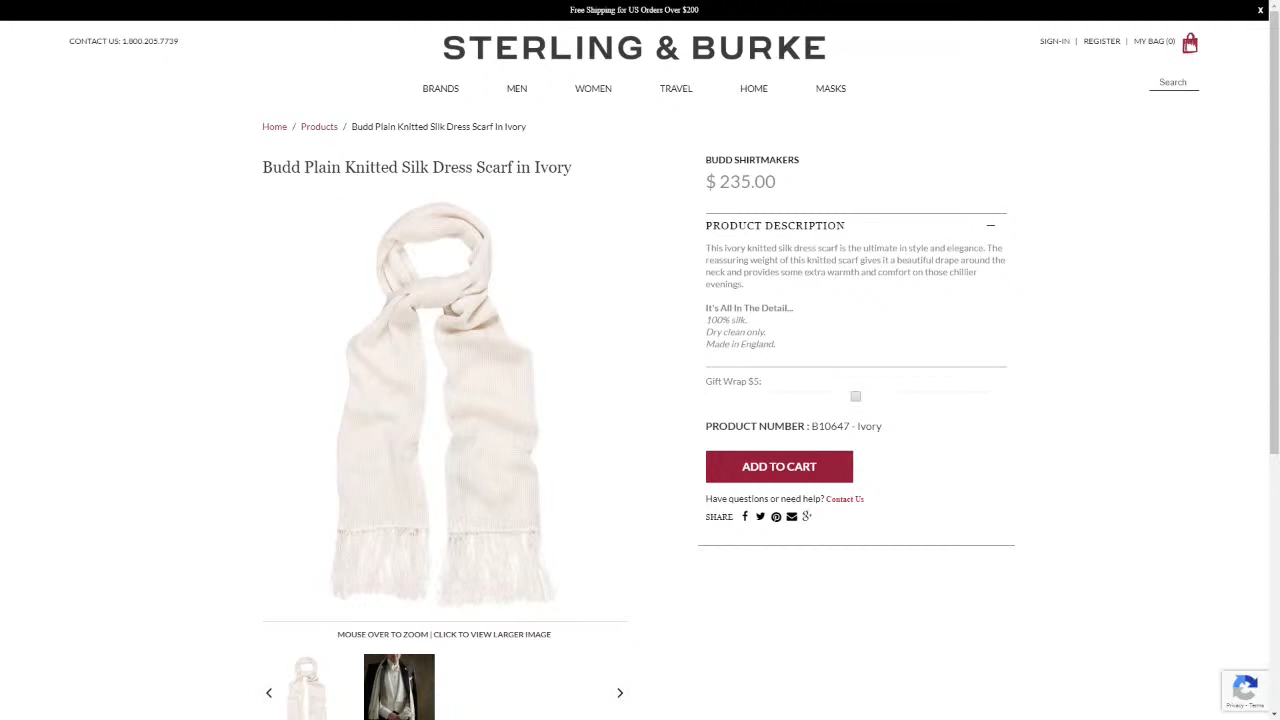 Free Shipping for US Orders Over $200
X
CONTACT US: 1.800.205.7739
STERLING & BURKE
SIGN-IN | REGISTER | MY BAG (0)
BRANDS MEN WOMEN TRAVEL HOME MASKS
Search
Home / Products / Budd Plain Knitted Silk Dress Scarf In Ivory
Budd Plain Knitted Silk Dress Scarf in Ivory
MOUSE OVER TO ZOOM | CLICK TO VIEW LARGER IMAGE
BUDD SHIRTMAKERS
$ 235.00
PRODUCT DESCRIPTION
This ivory knitted silk dress scarf is the ultimate in style and elegance. The
reassuring weight of this knitted scarf gives it a beautiful drape around the
neck and provides some extra warmth and comfort on those chillier
evenings.
It's All In The Detail...
100% silk.
Dry clean only.
Made in England.
Gift Wrap $5:
PRODUCT NUMBER : B10647 - Ivory
ADD TO CART
Have questions or need help? Contact Us
SHARE
Privacy - Terms